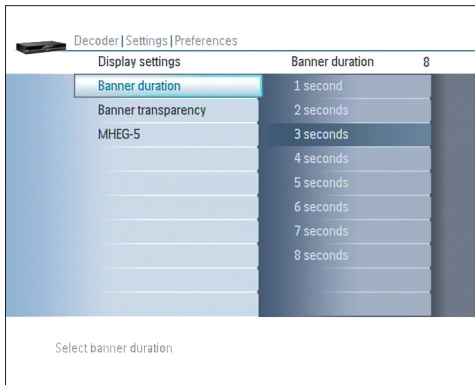 Decoder|Settings|Preferences
Display settings
Banner duration 8
Banner duration
Banner transparency
MHEG-5
1 second
2 seconds
3 seconds
4 seconds
5 seconds
6 seconds
7 seconds
8 seconds
Select banner duration